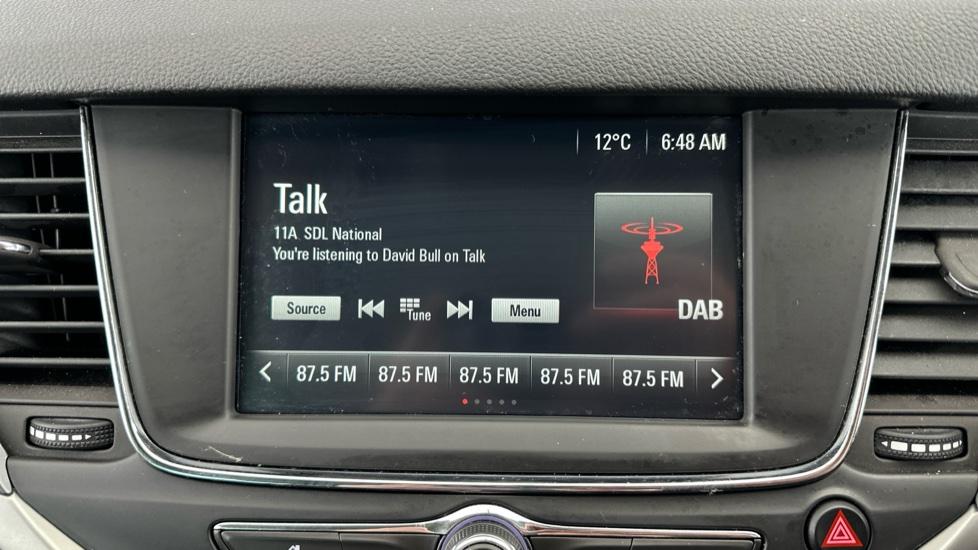 12°C 6:48 AM
Talk
11A SDL National
You're listening to David Bull on Talk
Source Tune Menu
DAB
87.5 FM 87.5 FM 87.5 FM 87.5 FM 87.5 FM